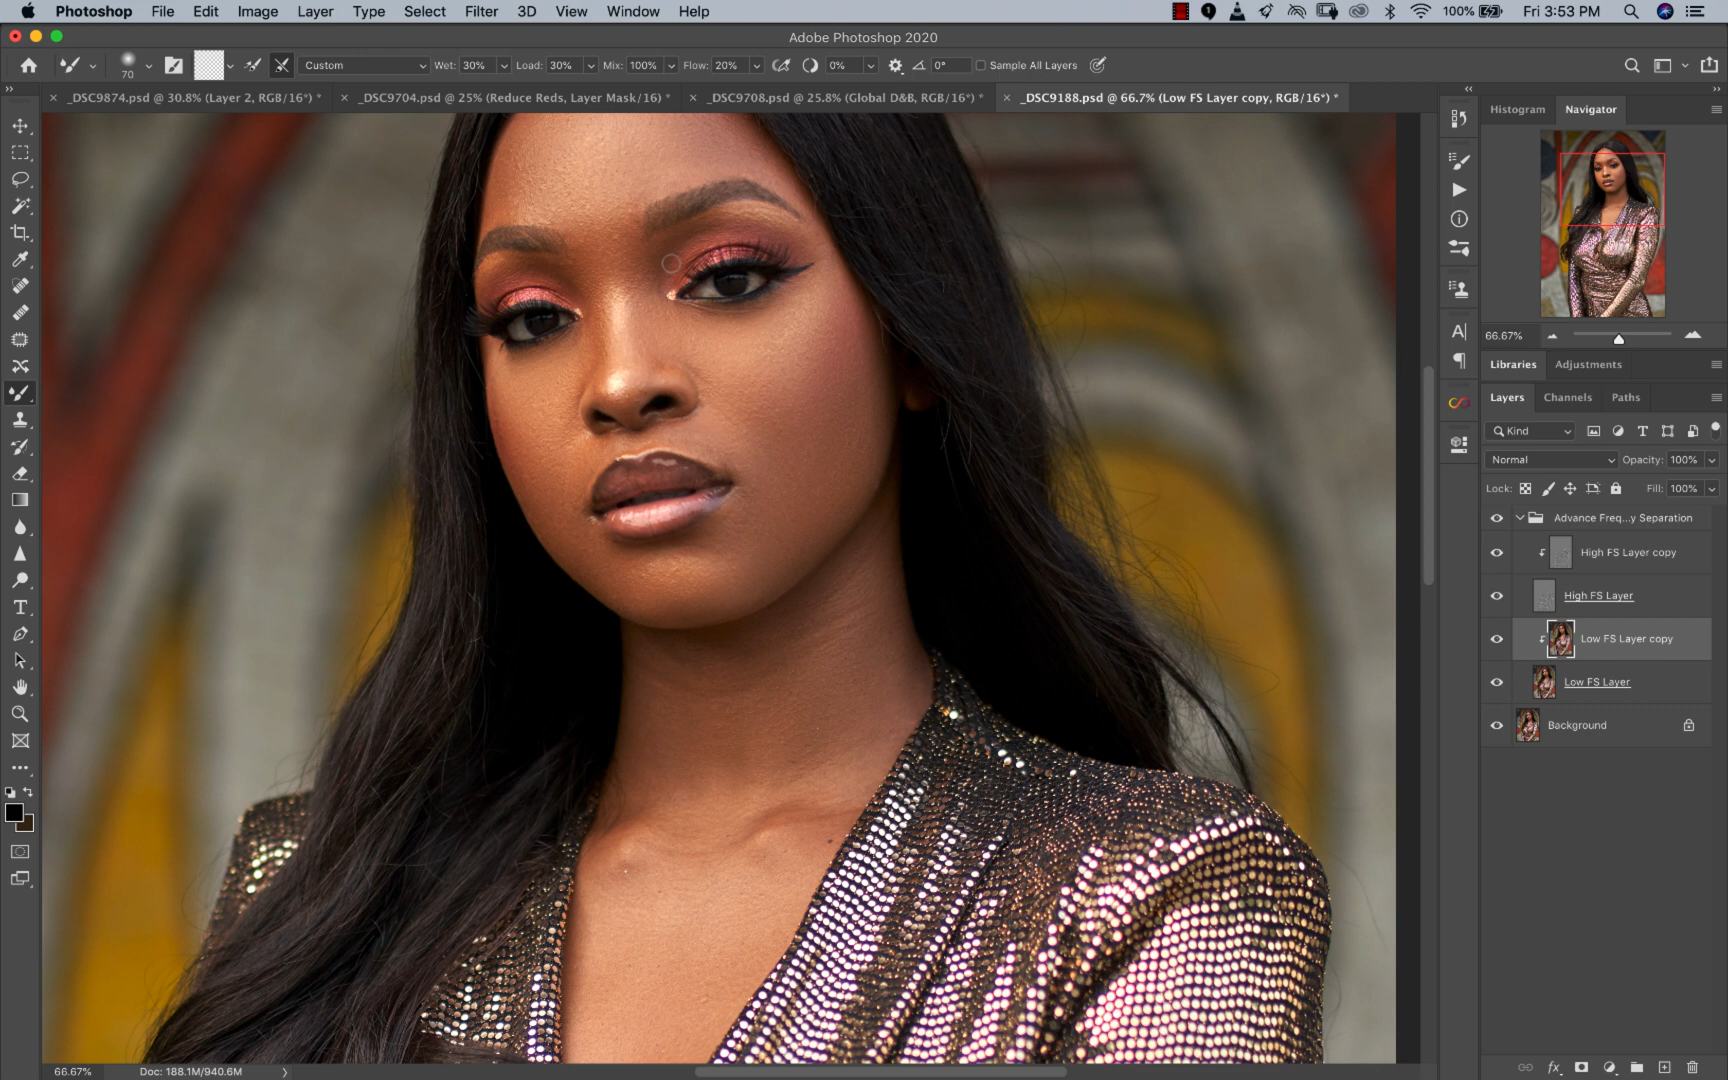 Photoshop File Edit Image Layer Type Select Filter 3D View Window Help 100% Fri 3:53 PM
Adobe Photoshop 2020
70 Custom Wet: 30% Load: 30% Mix: 100% Flow: 20% 0% 0° Sample All Layers
_DSC9874.psd @ 30.8% (Layer 2, RGB/16*) * _DSC9704.psd @ 25% (Reduce Reds, Layer Mask/16) * _DSC9708.psd @ 25.8% (Global D&B, RGB/16*) * _DSC9188.psd @ 66.7% (Low FS Layer copy, RGB/16*) *
Histogram Navigator
66.67%
Libraries Adjustments
Layers Channels Paths
Kind
Normal Opacity: 100%
Lock: Fill: 100%
Advance Freq...y Separation
High FS Layer copy
High FS Layer
Low FS Layer copy
Low FS Layer
Background
fx
66.67% Doc: 188.1M/940.6M